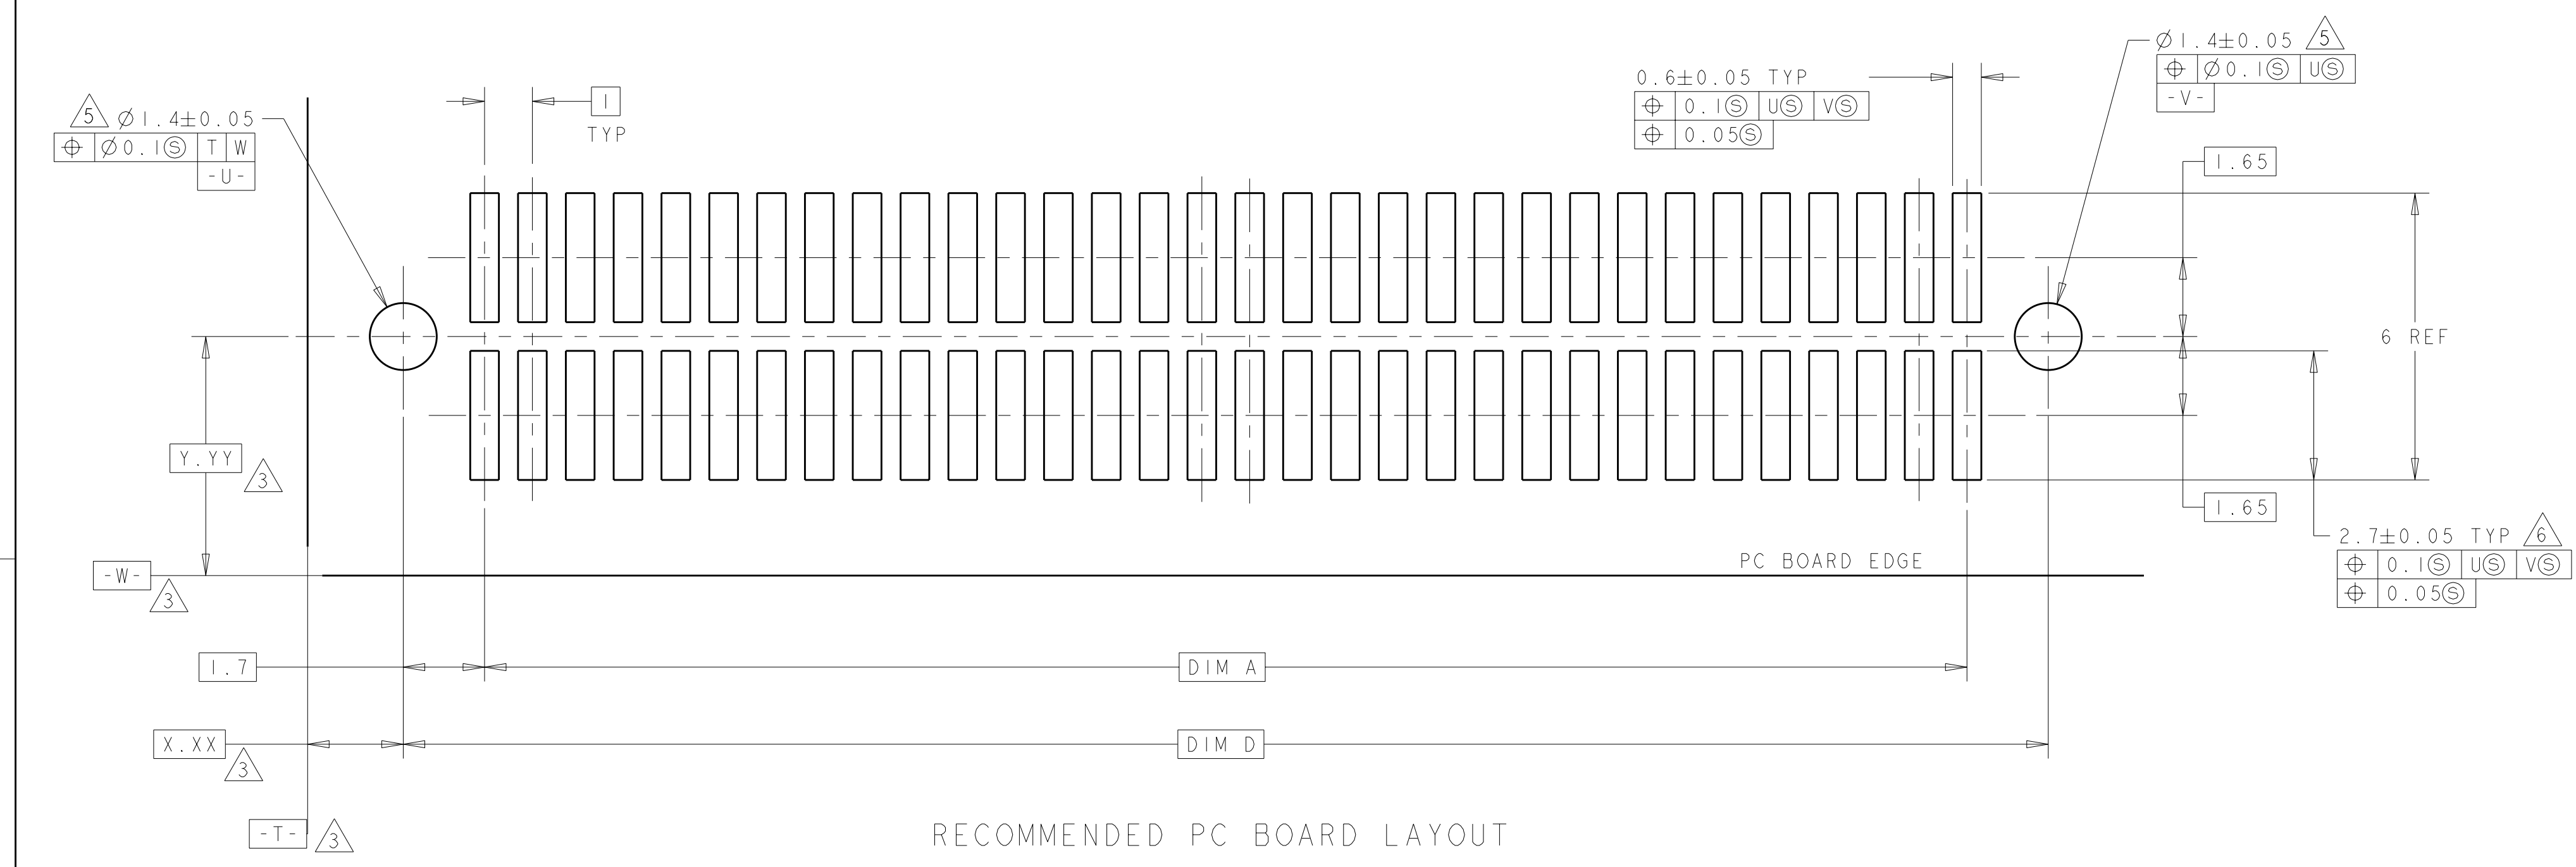 5 Ø1.4±0.05
⌖ Ø0.1Ⓢ T W
-U-
1
TYP
0.6±0.05 TYP
⌖ 0.1Ⓢ UⓈ VⓈ
⌖ 0.05Ⓢ
Ø1.4±0.05 5
⌖ Ø0.1Ⓢ UⓈ
-V-
1.65
6 REF
Y.YY 3
1.65
2.7±0.05 TYP 6
⌖ 0.1Ⓢ UⓈ VⓈ
⌖ 0.05Ⓢ
PC BOARD EDGE
-W- 3
1.7
DIM A
X.XX 3
DIM D
-T- 3
RECOMMENDED PC BOARD LAYOUT